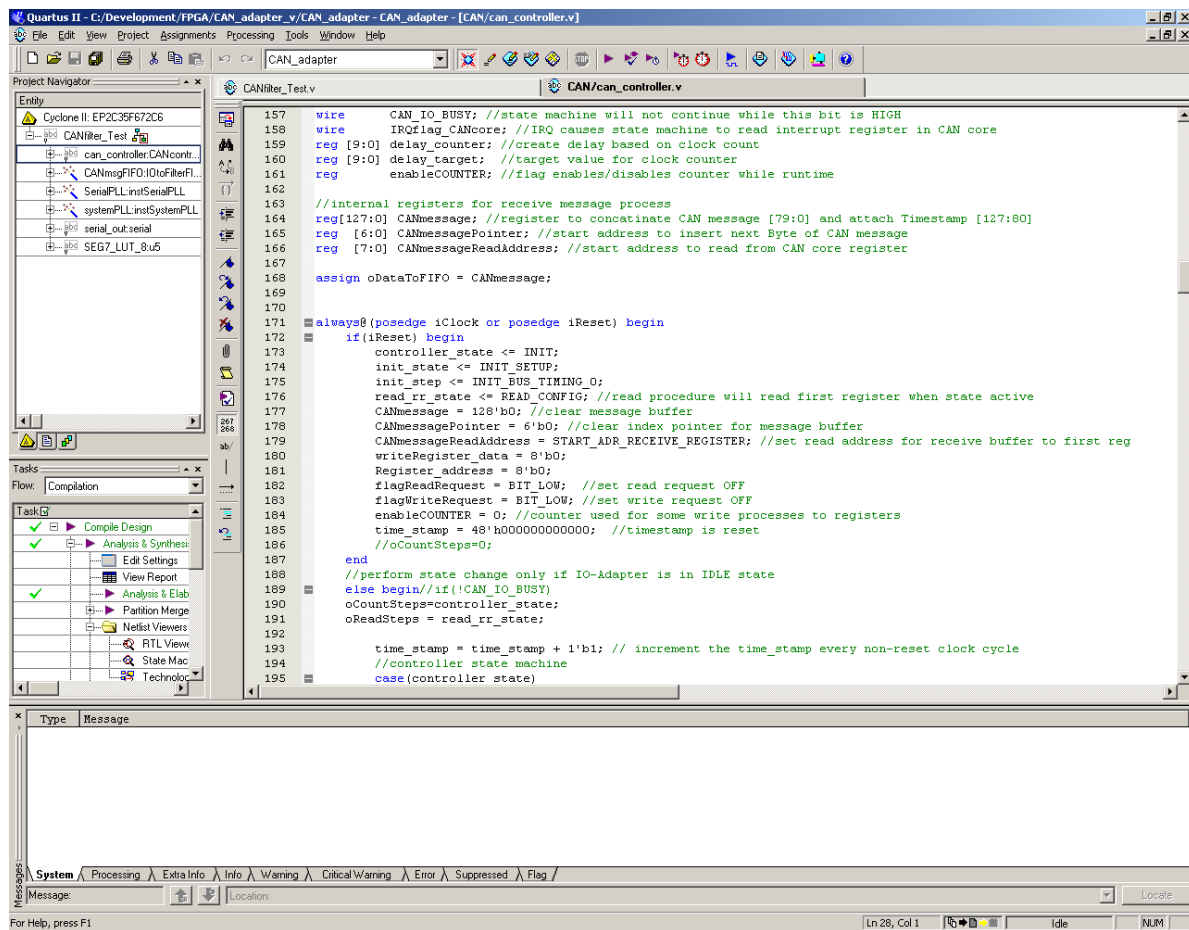 Quartus II - C:/Development/FPGA/CAN_adapter_v/CAN_adapter - CAN_adapter - [CAN/can_controller.v]
File Edit View Project Assignments Processing Tools Window Help
CAN_adapter
Project Navigator
Entity
Cyclone II: EP2C35F672C6
CANfilter_Test
can_controller:CANcontr...
CANmsgFIFO:IOtoFilterFI...
SerialPLL:instSerialPLL
systemPLL:instSystemPLL
serial_out:serial
SEG7_LUT_8:u5
Tasks
Flow: Compilation
Task
Compile Design
Analysis & Synthesi
Edit Settings
View Report
Analysis & Elab
Partition Merge
Netlist Viewers
RTL Viewe
State Mac
Technoloc
CANfilter_Test.v
CAN/can_controller.v
267
268
ab/
157 wire CAN_IO_BUSY; //state machine will not continue while this bit is HIGH
158 wire IRQflag_CANcore; //IRQ causes state machine to read interrupt register in CAN core
159 reg [9:0] delay_counter; //create delay based on clock count
160 reg [9:0] delay_target; //target value for clock counter
161 reg enableCOUNTER; //flag enables/disables counter while runtime
162
163 //internal registers for receive message process
164 reg[127:0] CANmessage; //register to concatinate CAN message [79:0] and attach Timestamp [127:80]
165 reg [6:0] CANmessagePointer; //start address to insert next Byte of CAN message
166 reg [7:0] CANmessageReadAddress; //start address to read from CAN core register
167
168 assign oDataToFIFO = CANmessage;
169
170
171 always@(posedge iClock or posedge iReset) begin
172 if(iReset) begin
173 controller_state <= INIT;
174 init_state <= INIT_SETUP;
175 init_step <= INIT_BUS_TIMING_0;
176 read_rr_state <= READ_CONFIG; //read procedure will read first register when state active
177 CANmessage = 128'b0; //clear message buffer
178 CANmessagePointer = 6'b0; //clear index pointer for message buffer
179 CANmessageReadAddress = START_ADR_RECEIVE_REGISTER; //set read address for receive buffer to first reg
180 writeRegister_data = 8'b0;
181 Register_address = 8'b0;
182 flagReadRequest = BIT_LOW; //set read request OFF
183 flagWriteRequest = BIT_LOW; //set write request OFF
184 enableCOUNTER = 0; //counter used for some write processes to registers
185 time_stamp = 48'h000000000000; //timestamp is reset
186 //oCountSteps=0;
187 end
188 //perform state change only if IO-Adapter is in IDLE state
189 else begin//if(!CAN_IO_BUSY)
190 oCountSteps=controller_state;
191 oReadSteps = read_rr_state;
192
193 time_stamp = time_stamp + 1'b1; // increment the time_stamp every non-reset clock cycle
194 //controller state machine
195 case(controller_state)
Type Message
Messages
System Processing Extra Info Info Warning Critical Warning Error Suppressed Flag
Message: Location: Locate
For Help, press F1 Ln 28, Col 1 Idle NUM